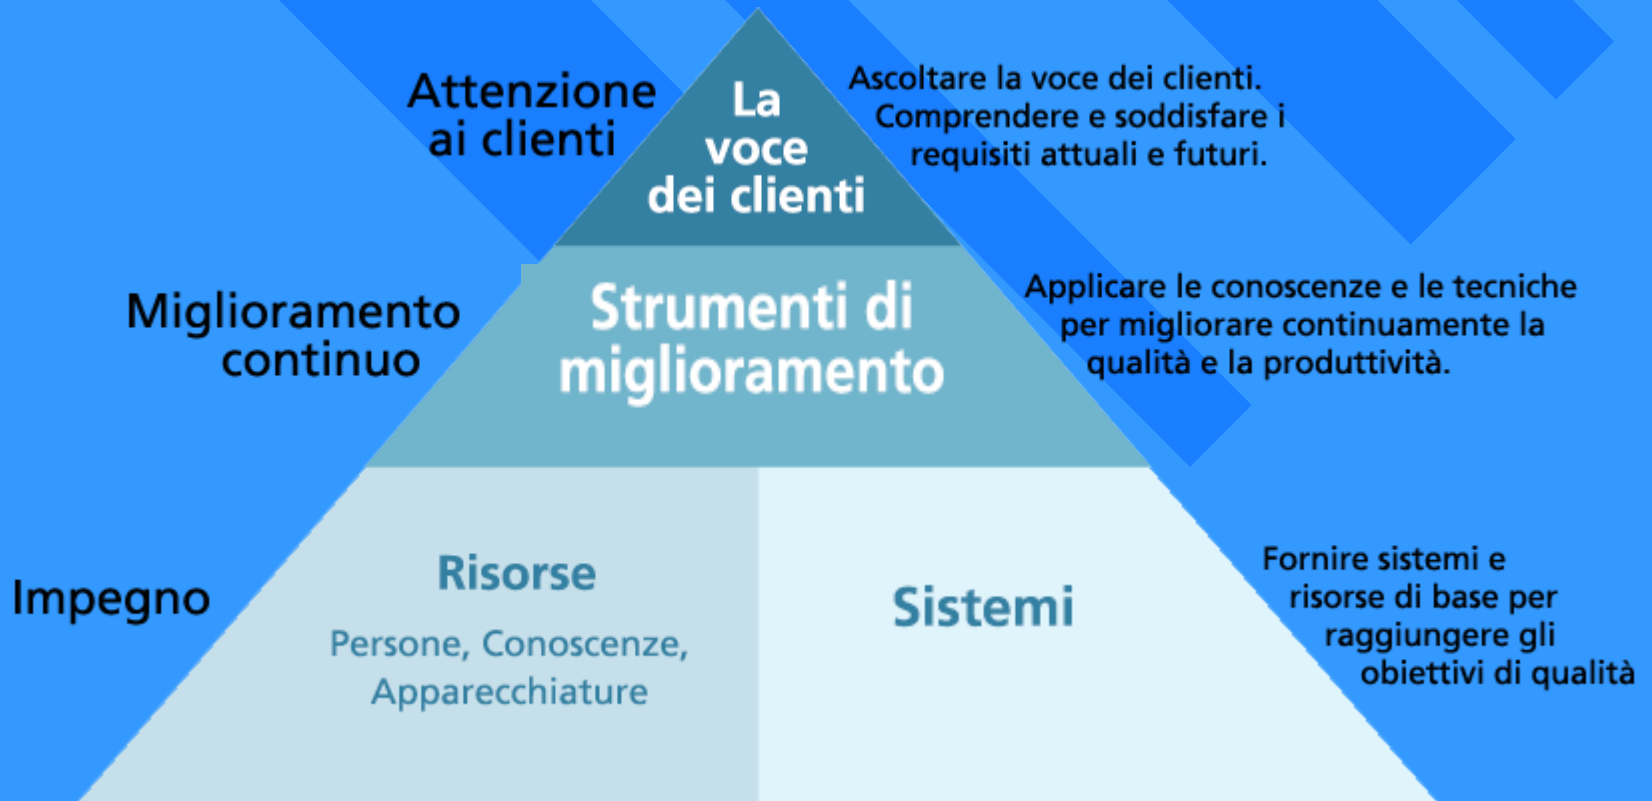 Attenzione
ai clienti
La
voce
dei clienti
Ascoltare la voce dei clienti.
Comprendere e soddisfare i
requisiti attuali e futuri.
Miglioramento
continuo
Strumenti di
miglioramento
Applicare le conoscenze e le tecniche
per migliorare continuamente la
qualità e la produttività.
Impegno
Risorse
Persone, Conoscenze,
Apparecchiature
Sistemi
Fornire sistemi e
risorse di base per
raggiungere gli
obiettivi di qualità